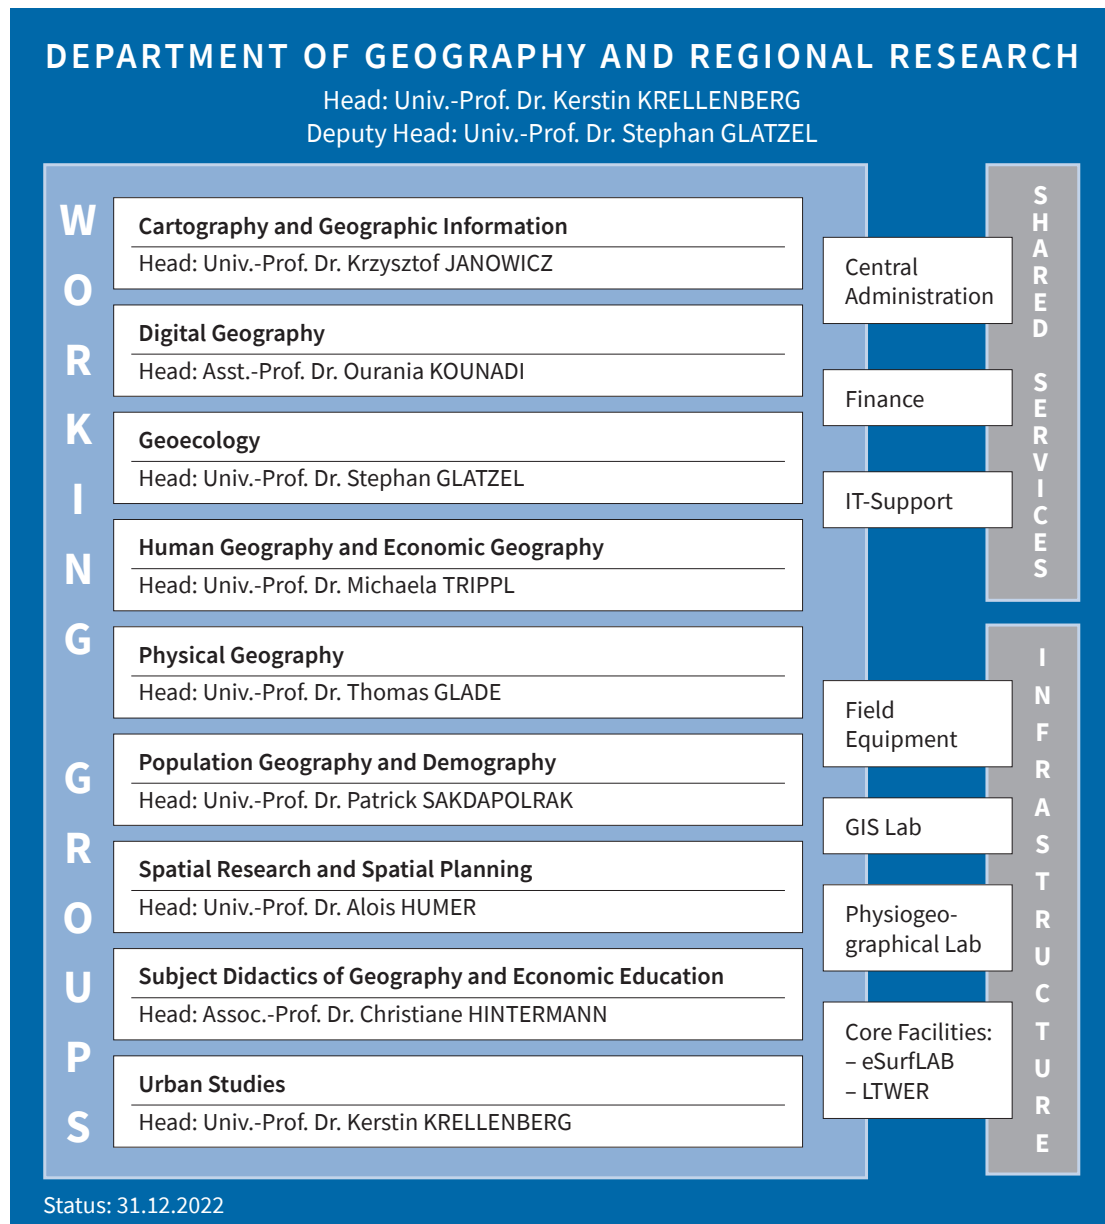 DEPARTMENT OF GEOGRAPHY AND REGIONAL RESEARCH
Head: Univ.-Prof. Dr. Kerstin KRELLENBERG
Deputy Head: Univ.-Prof. Dr. Stephan GLATZEL
WORKING GROUPS
Cartography and Geographic Information
Head: Univ.-Prof. Dr. Krzysztof JANOWICZ
Digital Geography
Head: Asst.-Prof. Dr. Ourania KOUNADI
Geoecology
Head: Univ.-Prof. Dr. Stephan GLATZEL
Human Geography and Economic Geography
Head: Univ.-Prof. Dr. Michaela TRIPPL
Physical Geography
Head: Univ.-Prof. Dr. Thomas GLADE
Population Geography and Demography
Head: Univ.-Prof. Dr. Patrick SAKDAPOLRAK
Spatial Research and Spatial Planning
Head: Univ.-Prof. Dr. Alois HUMER
Subject Didactics of Geography and Economic Education
Head: Assoc.-Prof. Dr. Christiane HINTERMANN
Urban Studies
Head: Univ.-Prof. Dr. Kerstin KRELLENBERG
SHARED SERVICES
Central
Administration
Finance
IT-Support
INFRASTRUCTURE
Field
Equipment
GIS Lab
Physiogeo-
graphical Lab
Core Facilities:
– eSurfLAB
– LTWER
Status: 31.12.2022